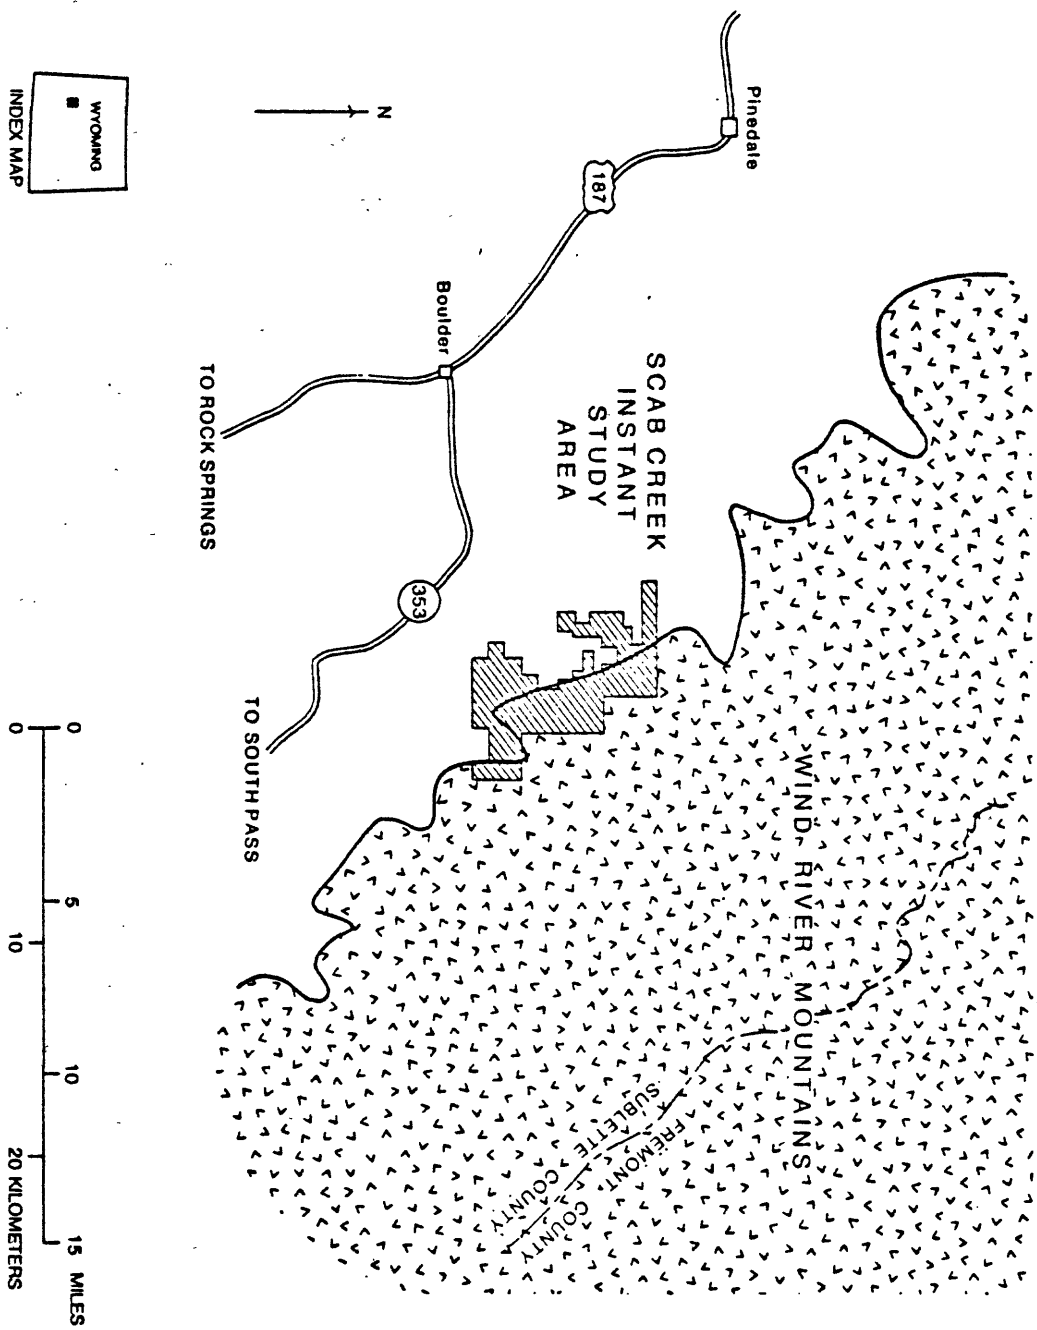 Pinedale
187
WIND RIVER MOUNTAINS
SCAB CREEK
INSTANT
STUDY
AREA
Boulder
FREMONT COUNTY
SUBLETTE COUNTY
353
N
TO ROCK SPRINGS
TO SOUTH PASS
WYOMING
INDEX MAP
0 5 10 15 MILES
0 10 20 KILOMETERS